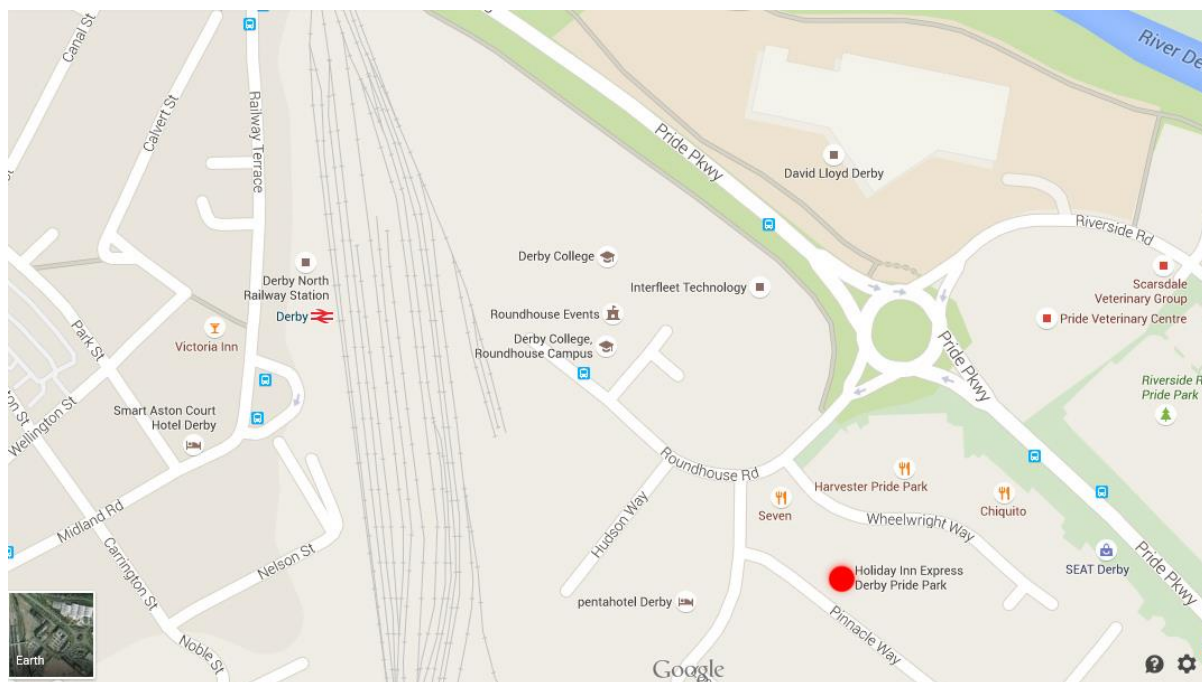 Canal St
Calvert St
Railway Terrace
Pride Pkwy
River De
David Lloyd Derby
Riverside Rd
Derby College
Derby North
Railway Station
Interfleet Technology
Scarsdale
Veterinary Group
Derby
Roundhouse Events
Pride Veterinary Centre
Victoria Inn
Derby College,
Roundhouse Campus
Pride Pkwy
Park St
Riverside R
Pride Park
Smart Aston Court
Hotel Derby
Wellington St
ton St
Roundhouse Rd
Harvester Pride Park
Seven
Chiquito
Midland Rd
Hudson Way
Wheelwright Way
Carrington St
Nelson St
SEAT Derby
Pride Pkwy
Holiday Inn Express
Derby Pride Park
pentahotel Derby
Pinnacle Way
Noble St
Earth
Google